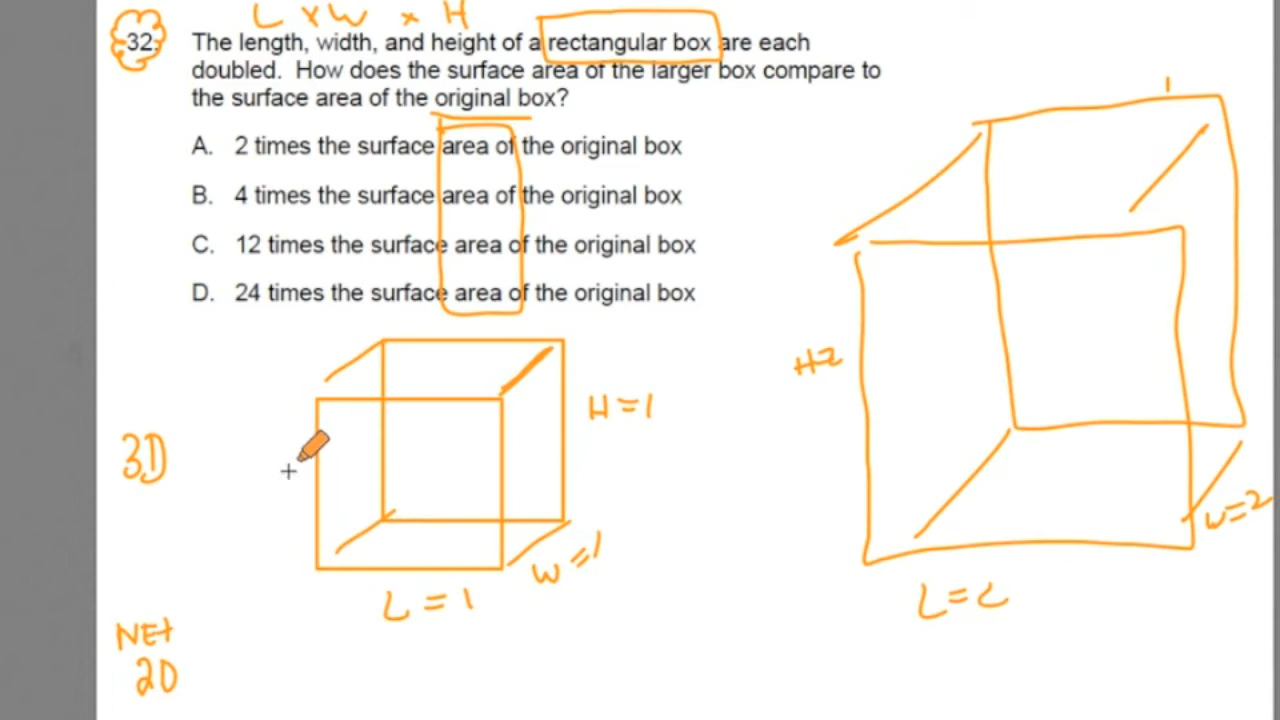 L x W x H
32. The length, width, and height of a rectangular box are each
doubled. How does the surface area of the larger box compare to
the surface area of the original box?
A. 2 times the surface area of the original box
B. 4 times the surface area of the original box
C. 12 times the surface area of the original box
D. 24 times the surface area of the original box
H2
H=1
3D
W=2
W=1
L=1
L=2
NET
2D